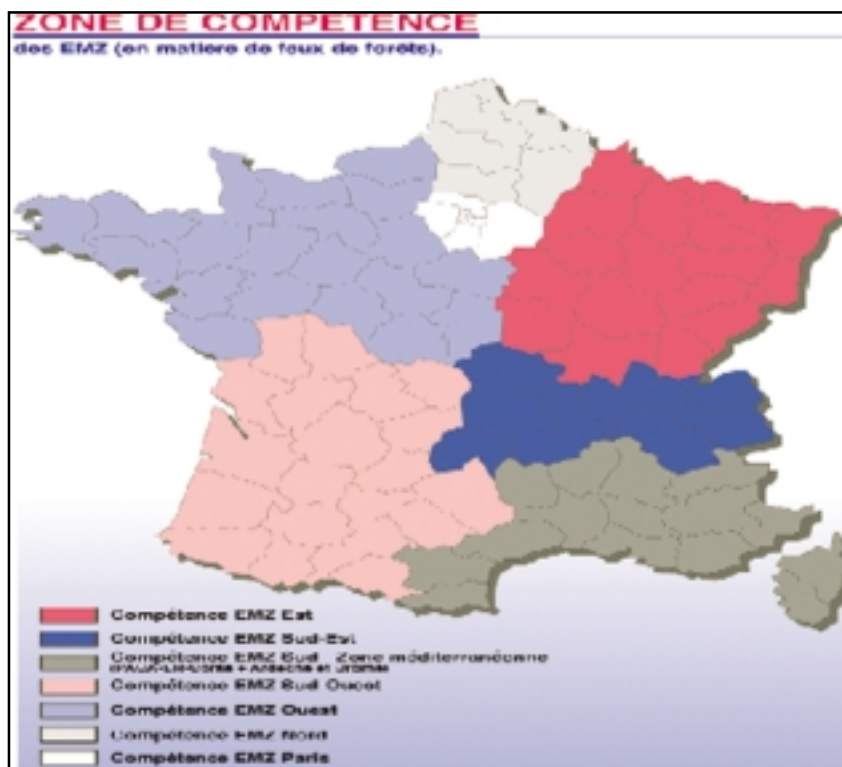 ZONE DE COMPETENCE
des EMZ (en matière de feux de forêts).
Compétence EMZ Est
Compétence EMZ Sud-Est
Compétence EMZ Sud Zone méditerranéenne
Ardèche et Drôme
Compétence EMZ Sud Ouest
Compétence EMZ Ouest
Compétence EMZ Nord
Compétence EMZ Paris